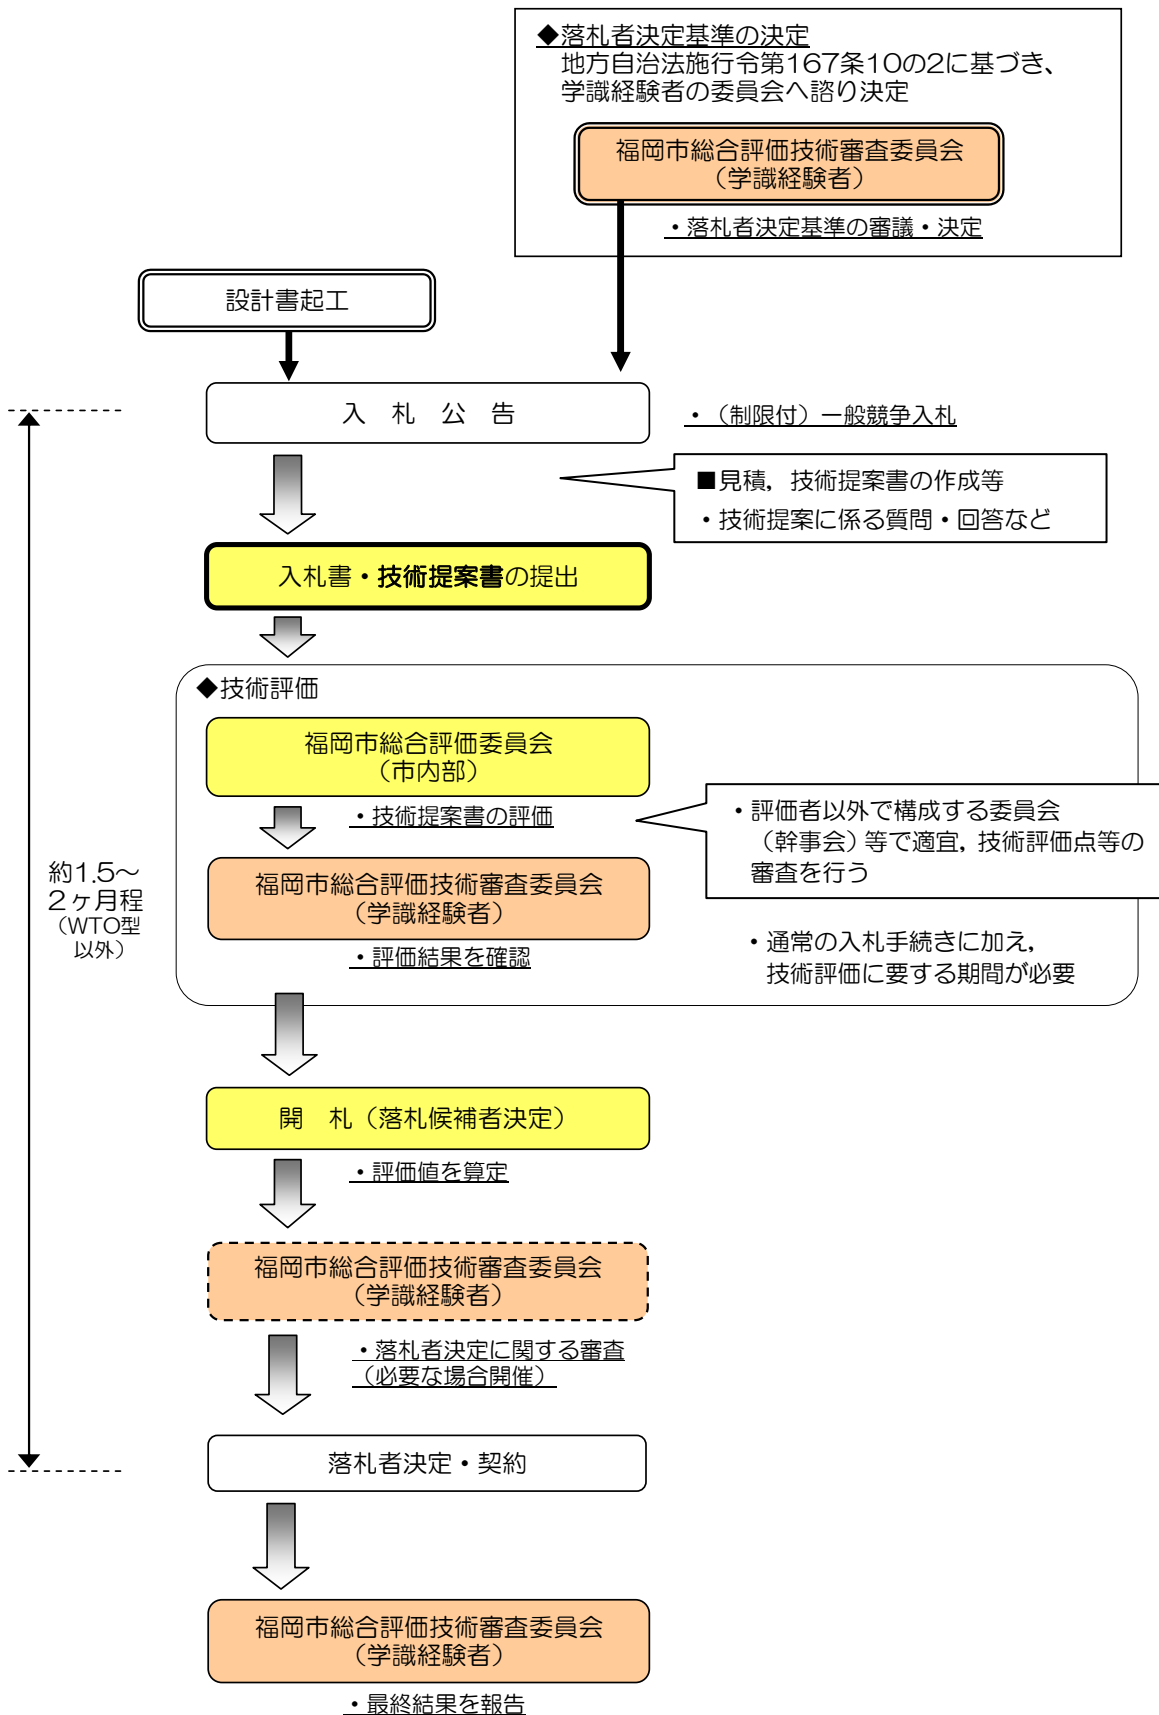 ◆落札者決定基準の決定
地方自治法施行令第167条10の2に基づき、
学識経験者の委員会へ諮り決定
福岡市総合評価技術審査委員会
（学識経験者）
・落札者決定基準の審議・決定
設計書起工
入　札　公　告
・（制限付）一般競争入札
■見積，技術提案書の作成等
・技術提案に係る質問・回答など
入札書・技術提案書の提出
◆技術評価
福岡市総合評価委員会
（市内部）
・技術提案書の評価
・評価者以外で構成する委員会
（幹事会）等で適宜，技術評価点等の
審査を行う
福岡市総合評価技術審査委員会
（学識経験者）
・評価結果を確認
・通常の入札手続きに加え，
技術評価に要する期間が必要
約1.5～
2ヶ月程
（WTO型
以外）
開　札（落札候補者決定）
・評価値を算定
福岡市総合評価技術審査委員会
（学識経験者）
・落札者決定に関する審査
（必要な場合開催）
落札者決定・契約
福岡市総合評価技術審査委員会
（学識経験者）
・最終結果を報告